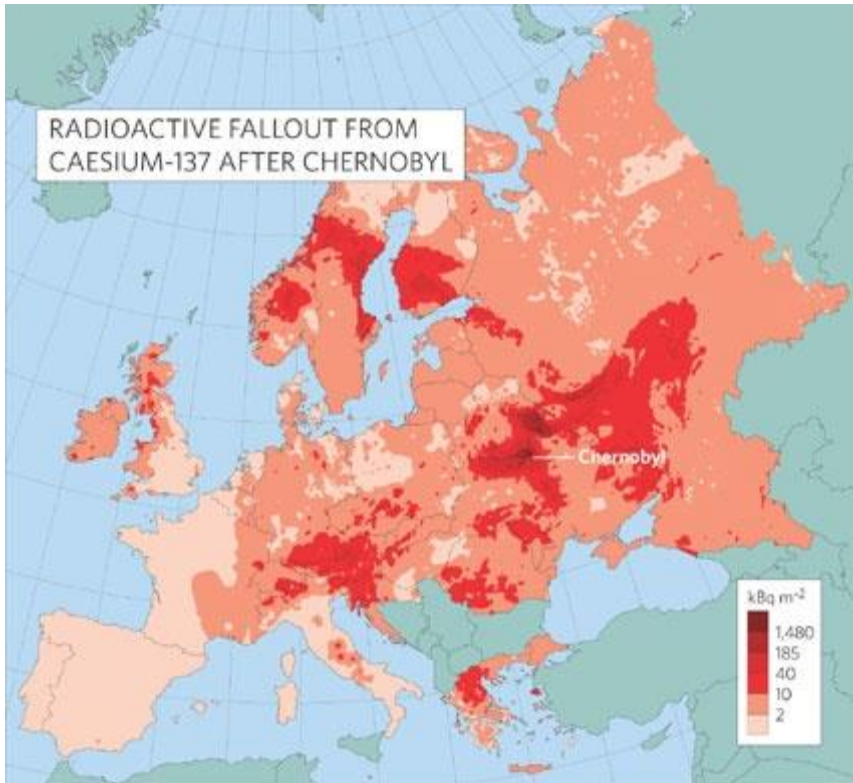 RADIOACTIVE FALLOUT FROM
CAESIUM-137 AFTER CHERNOBYL
Chernobyl
kBq m⁻²
1,480
185
40
10
2